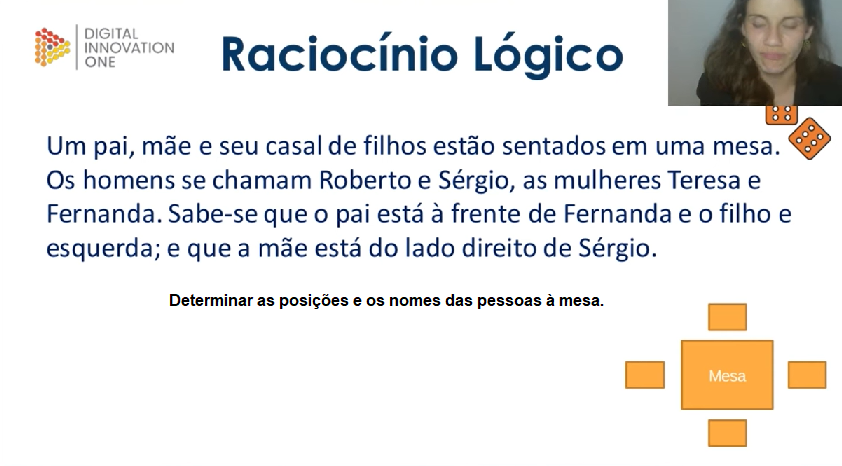 DIGITAL
INNOVATION
ONE
Raciocínio Lógico
Um pai, mãe e seu casal de filhos estão sentados em uma mesa.
Os homens se chamam Roberto e Sérgio, as mulheres Teresa e
Fernanda. Sabe-se que o pai está à frente de Fernanda e o filho e
esquerda; e que a mãe está do lado direito de Sérgio.
Determinar as posições e os nomes das pessoas à mesa.
Mesa